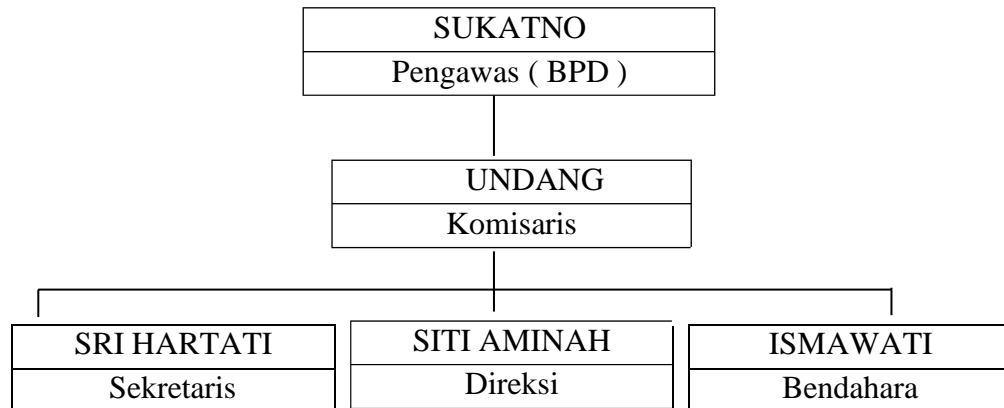 SUKATNO
Pengawas ( BPD )
UNDANG
Komisaris
SRI HARTATI
Sekretaris
SITI AMINAH
Direksi
ISMAWATI
Bendahara